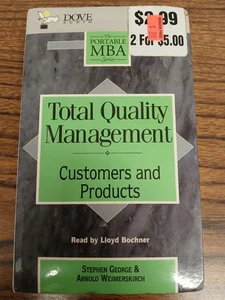 DOVE
AUDIO
$2.99
2 FOR $5.00
The
PORTABLE
MBA
Series
Total Quality
Management
Customers and
Products
Read by Lloyd Bochner
STEPHEN GEORGE &
ARNOLD WEIMERSKIRCH